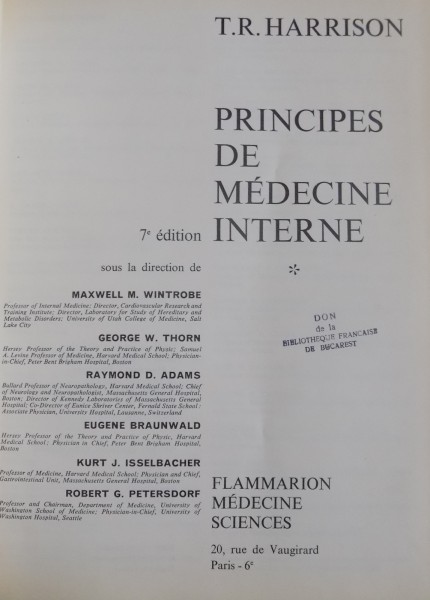 T.R. HARRISON
PRINCIPES
DE
MÉDECINE
7e édition INTERNE
sous la direction de
*
MAXWELL M. WINTROBE
Professor of Internal Medicine; Director, Cardiovascular Research and
Training Institute; Director, Laboratory for Study of Hereditary and
Metabolic Disorders; University of Utah College of Medicine, Salt
Lake City
GEORGE W. THORN
Hersey Professor of the Theory and Practice of Physic; Samuel
A. Levine Professor of Medicine, Harvard Medical School; Physician-
in-Chief, Peter Bent Brigham Hospital, Boston
RAYMOND D. ADAMS
Bullard Professor of Neuropathology, Harvard Medical School; Chief
of Neurology and Neuropathologist, Massachusetts General Hospital,
Boston; Director of Kennedy Laboratories of Massachusetts General
Hospital; Co-Director of Eunice Shriver Center, Fernald State School;
Associate Physician, University Hospital, Lausanne, Switzerland
EUGENE BRAUNWALD
Hersey Professor of the Theory and Practice of Physic, Harvard
Medical School; Physician in Chief, Peter Bent Brigham Hospital,
Boston
KURT J. ISSELBACHER
Professor of Medicine, Harvard Medical School; Physician and Chief,
Gastrointestinal Unit, Massachusetts General Hospital, Boston
ROBERT G. PETERSDORF
Professor and Chairman, Department of Medicine, University of
Washington School of Medicine; Physician-in-Chief, University of
Washington Hospital, Seattle
DON
de la
BIBLIOTHEQUE FRANCAISE
DE BUCAREST
FLAMMARION
MÉDECINE
SCIENCES
20, rue de Vaugirard
Paris - 6e